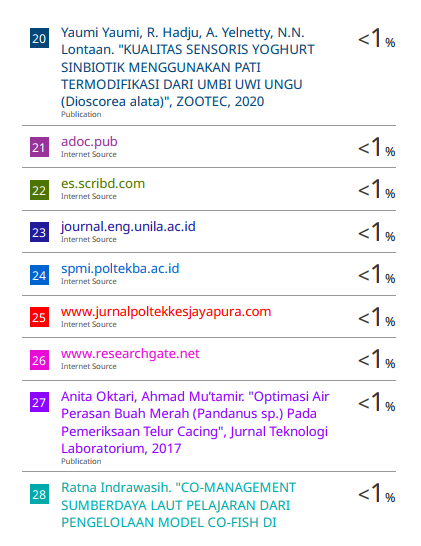 20 Yaumi Yaumi, R. Hadju, A. Yelnetty, N.N. <1%
Lontaan. "KUALITAS SENSORIS YOGHURT
SINBIOTIK MENGGUNAKAN PATI
TERMODIFIKASI DARI UMBI UWI UNGU
(Dioscorea alata)", ZOOTEC, 2020
Publication
21 adoc.pub <1%
Internet Source
22 es.scribd.com <1%
Internet Source
23 journal.eng.unila.ac.id <1%
Internet Source
24 spmi.poltekba.ac.id <1%
Internet Source
25 www.jurnalpoltekkesjayapura.com <1%
Internet Source
26 www.researchgate.net <1%
Internet Source
27 Anita Oktari, Ahmad Mu’tamir. "Optimasi Air <1%
Perasan Buah Merah (Pandanus sp.) Pada
Pemeriksaan Telur Cacing", Jurnal Teknologi
Laboratorium, 2017
Publication
28 Ratna Indrawasih. "CO-MANAGEMENT <1%
SUMBERDAYA LAUT PELAJARAN DARI
PENGELOLAAN MODEL CO-FISH DI